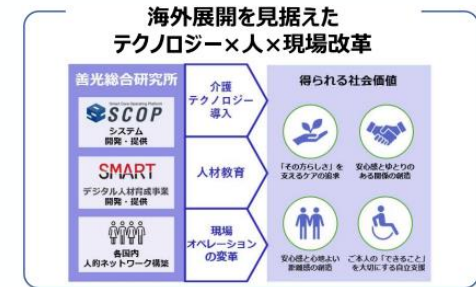 海外展開を見据えた
テクノロジー×人×現場改革
善光総合研究所
Smart Care Operating Platform
SCOP
システム
開発・提供
SMART
デジタル人材育成事業
開発・提供
各国内
人的ネットワーク構築
介護
テクノロジー
導入
人材教育
現場
オペレーション
の変革
得られる社会価値
「その方らしさ」を
支えるケアの追求
安心感とゆとりの
ある関係の創造
安心感と心地よい
距離感の創造
ご本人の「できること」
を大切にする自立支援